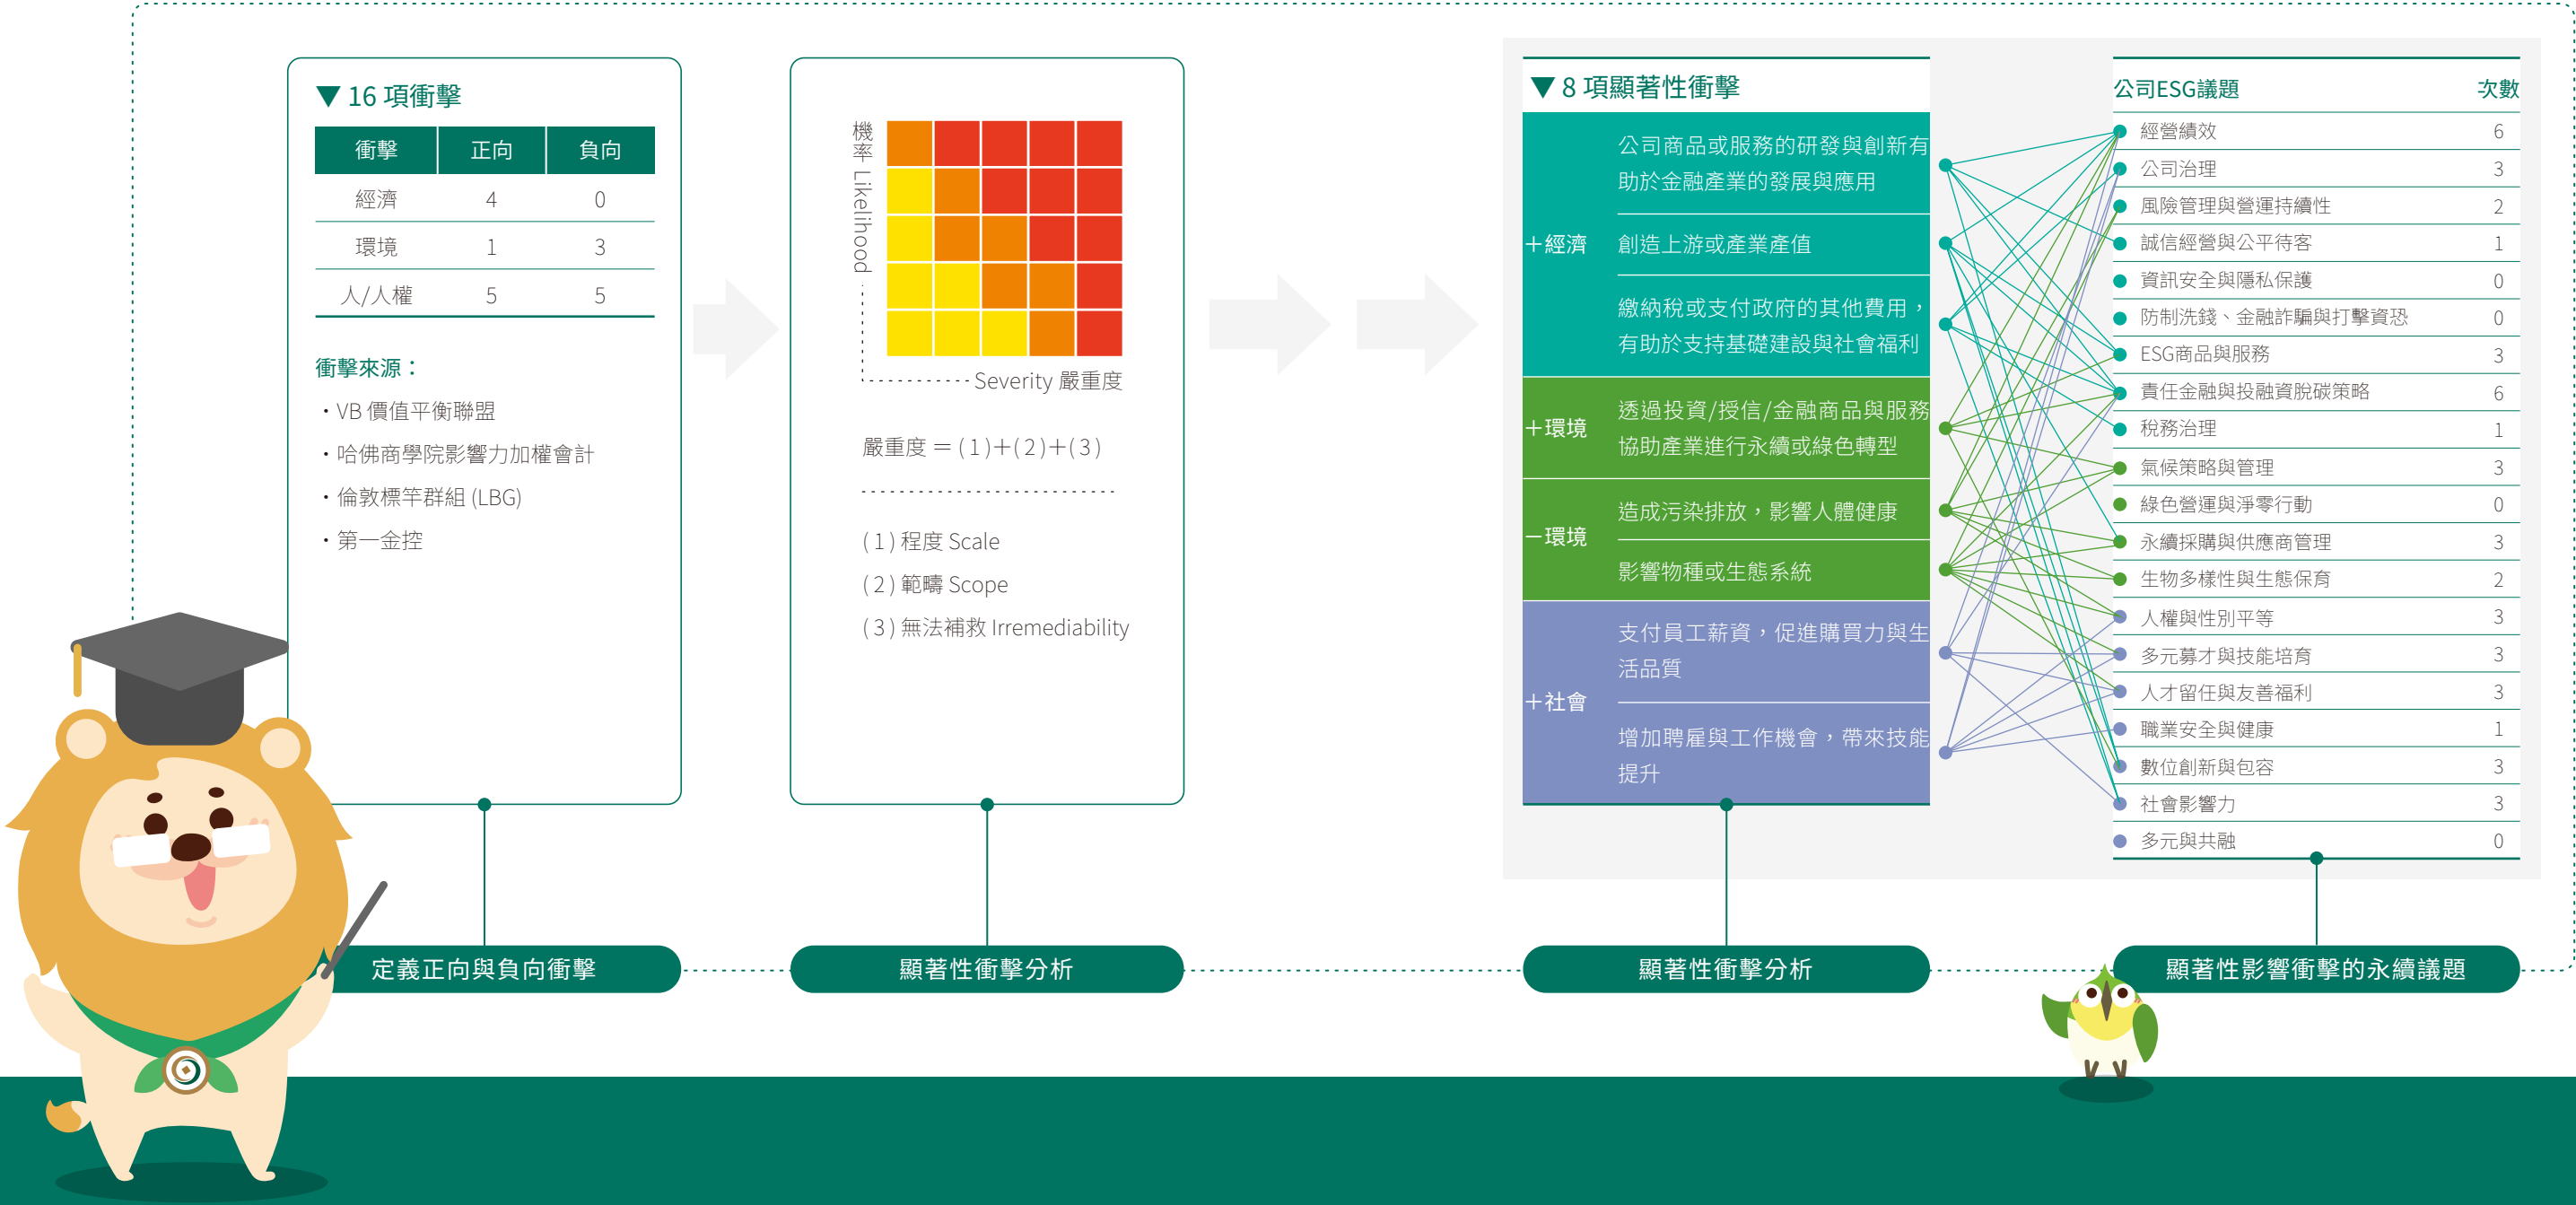 ▼ 16 項衝擊
衝擊 正向 負向
經濟 4 0
環境 1 3
人/人權 5 5
衝擊來源：
・VB 價值平衡聯盟
・哈佛商學院影響力加權會計
・倫敦標竿群組 (LBG)
・第一金控
定義正向與負向衝擊
機率 Likelihood
Severity 嚴重度
嚴重度 ＝ ( 1 )＋( 2 )＋( 3 )
( 1 ) 程度 Scale
( 2 ) 範疇 Scope
( 3 ) 無法補救 Irremediability
顯著性衝擊分析
▼ 8 項顯著性衝擊
＋經濟
公司商品或服務的研發與創新有
助於金融產業的發展與應用
創造上游或產業產值
繳納稅或支付政府的其他費用，
有助於支持基礎建設與社會福利
＋環境
透過投資/授信/金融商品與服務
協助產業進行永續或綠色轉型
－環境
造成污染排放，影響人體健康
影響物種或生態系統
＋社會
支付員工薪資，促進購買力與生
活品質
增加聘雇與工作機會，帶來技能
提升
顯著性衝擊分析
公司ESG議題 次數
經營績效 6
公司治理 3
風險管理與營運持續性 2
誠信經營與公平待客 1
資訊安全與隱私保護 0
防制洗錢、金融詐騙與打擊資恐 0
ESG商品與服務 3
責任金融與投融資脫碳策略 6
稅務治理 1
氣候策略與管理 3
綠色營運與淨零行動 0
永續採購與供應商管理 3
生物多樣性與生態保育 2
人權與性別平等 3
多元募才與技能培育 3
人才留任與友善福利 3
職業安全與健康 1
數位創新與包容 3
社會影響力 3
多元與共融 0
顯著性影響衝擊的永續議題